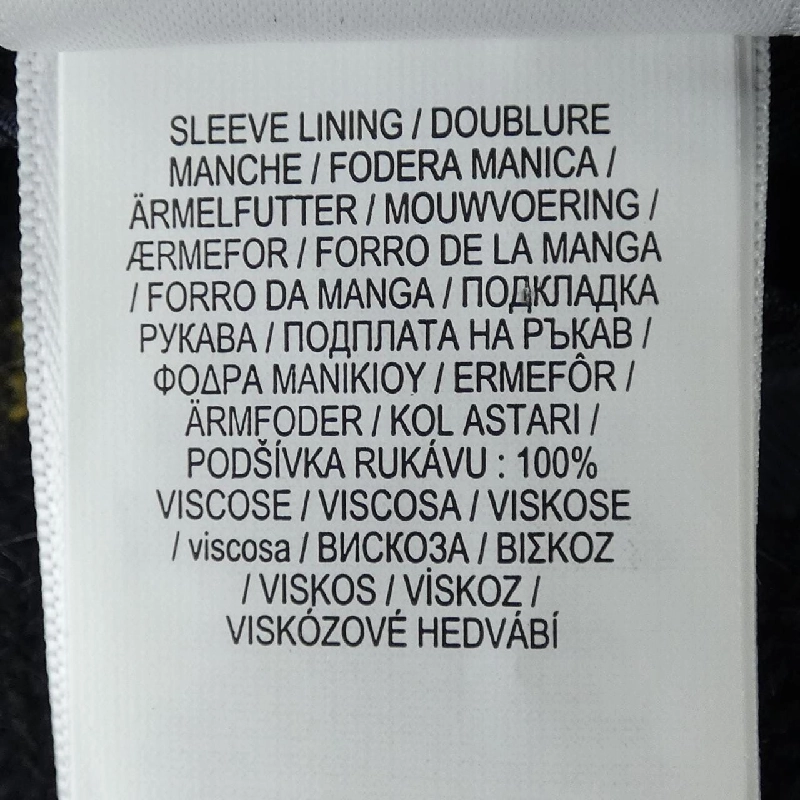 SLEEVE LINING / DOUBLURE
MANCHE / FODERA MANICA /
ÄRMELFUTTER / MOUWVOERING /
ÆRMEFOR / FORRO DE LA MANGA
/ FORRO DA MANGA / ПОДКЛАДКА
РУКАВА / ПОДПЛАТА НА РЪКАВ /
ΦΟΔΡΑ ΜΑΝΙΚΙΟΥ / ERMEFÔR /
ÄRMFODER / KOL ASTARI /
PODŠÍVKA RUKÁVU : 100%
VISCOSE / VISCOSA / VISKOSE
/ viscosa / ВИСКОЗА / ΒΙΣΚΟΖ
/ VISKOS / VİSKOZ /
VISKÓZOVÉ HEDVÁBÍ